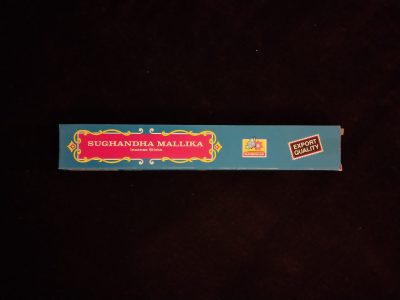 SUGHANDHA MALLIKA
Incense Sticks
EXPORT
QUALITY